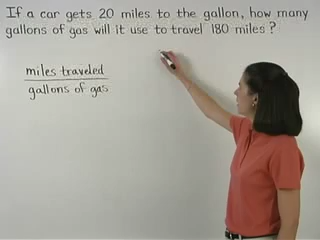 If a car gets 20 miles to the gallon, how many
gallons of gas will it use to travel 180 miles?
miles traveled
gallons of gas